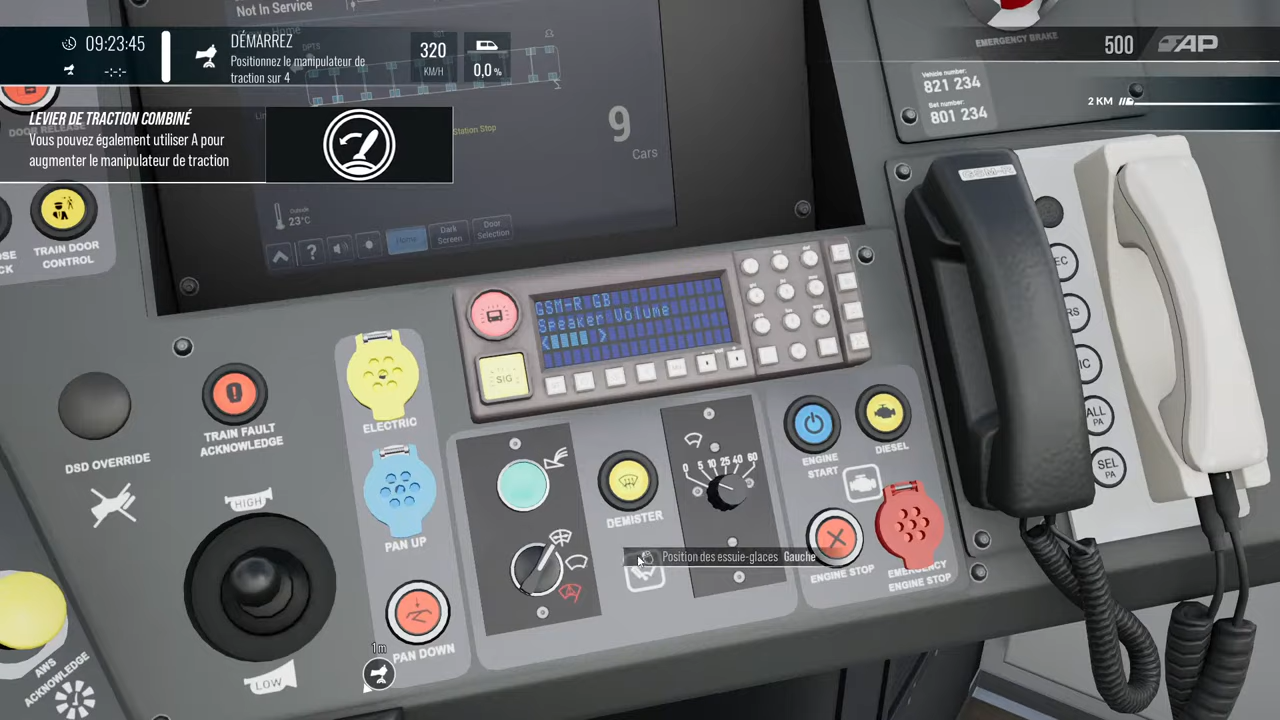 Not In Service
09:23:45
DÉMARREZ
Positionnez le manipulateur de
traction sur 4
320
KM/H
0,0%
500
AP
EMERGENCY BRAKE
Vehicle number:
821 234
Set number:
801 234
2 KM
DOOR RELEASE
LEVIER DE TRACTION COMBINÉ
Vous pouvez également utiliser A pour
augmenter le manipulateur de traction
Station Stop
9
Cars
TRAIN DOOR
CONTROL
Outside
23°C
?
Home
Dark
Screen
Door
Selection
GSM-R GB
Speaker Volume
SIG
DSD OVERRIDE
TRAIN FAULT
ACKNOWLEDGE
ELECTRIC
PAN UP
PAN DOWN
HIGH
LOW
1 m
AWS
ACKNOWLEDGE
DEMISTER
0 5 10 25 40 60
Position des essuie-glaces Gauche
ENGINE
START
DIESEL
ENGINE STOP
EMERGENCY
ENGINE STOP
EC
RS
IC
ALL
PA
SEL
PA